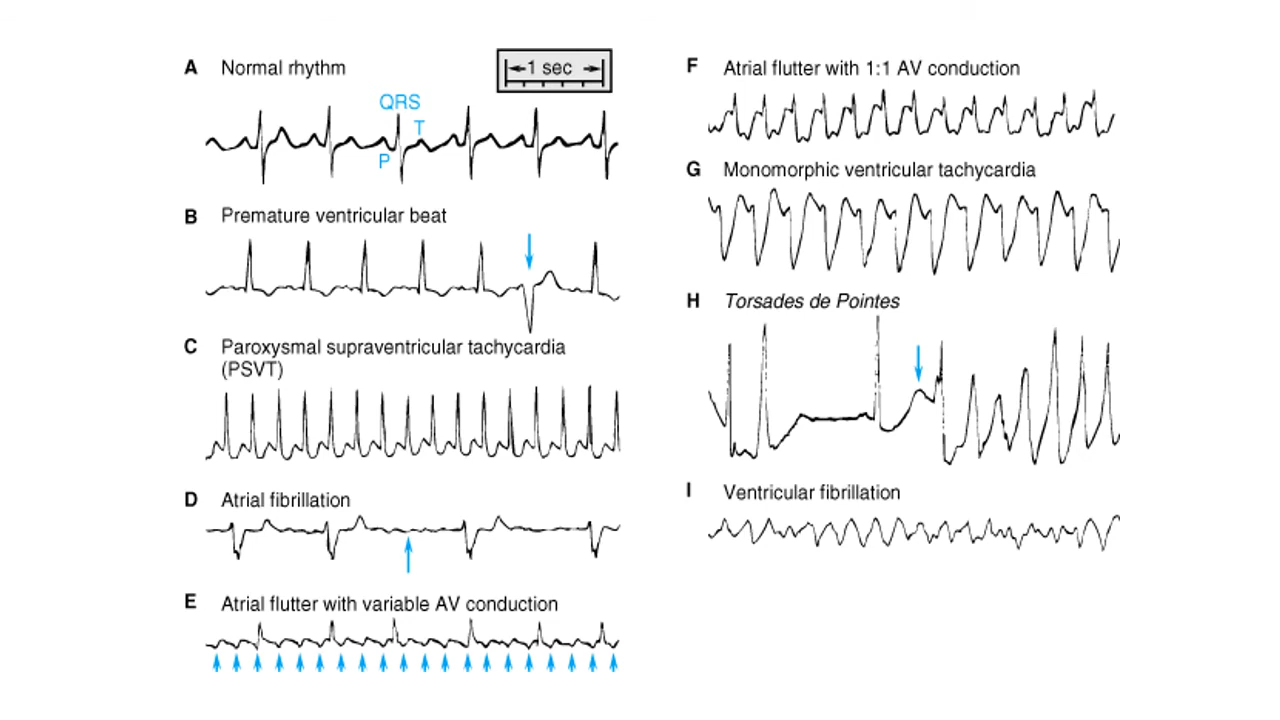 A Normal rhythm
1 sec
QRS
T
P
B Premature ventricular beat
C Paroxysmal supraventricular tachycardia
(PSVT)
D Atrial fibrillation
E Atrial flutter with variable AV conduction
F Atrial flutter with 1:1 AV conduction
G Monomorphic ventricular tachycardia
H Torsades de Pointes
I Ventricular fibrillation